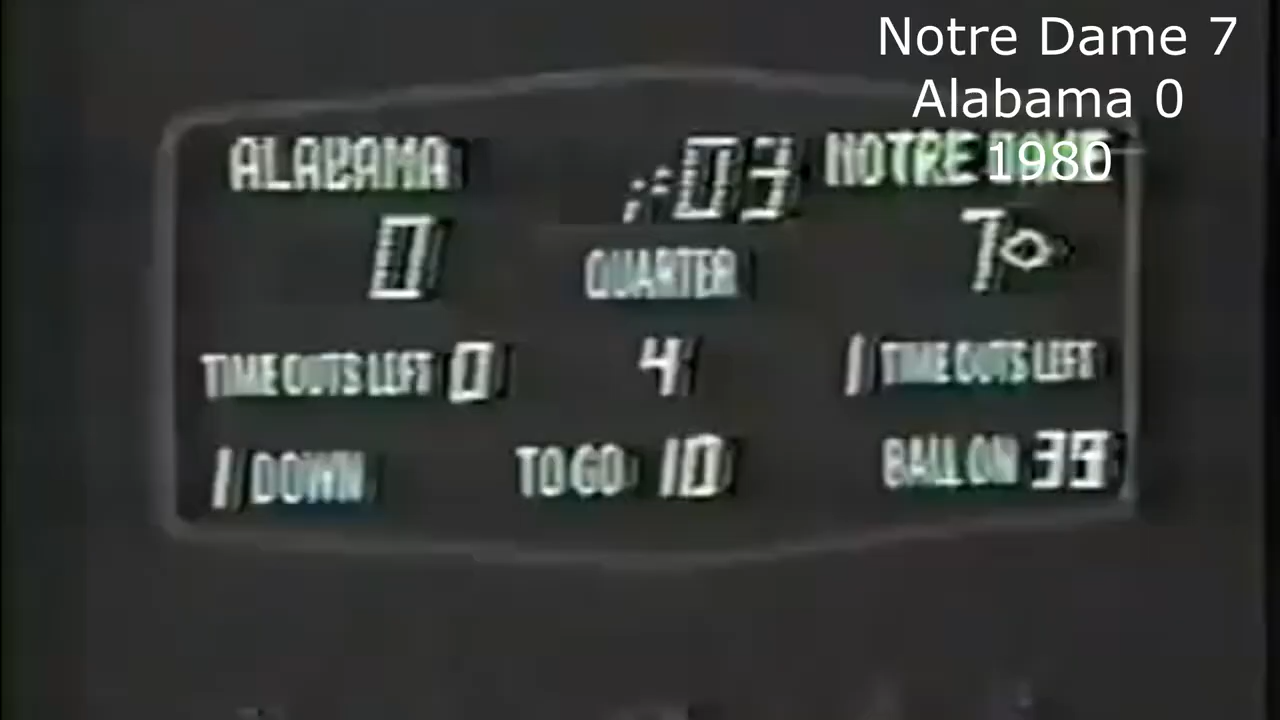 Notre Dame 7
Alabama 0
1980
ALABAMA :03 NOTRE DAME
0 QUARTER 7
TIME OUTS LEFT 0 4 1 TIME OUTS LEFT
1 DOWN TO GO 10 BALL ON 39